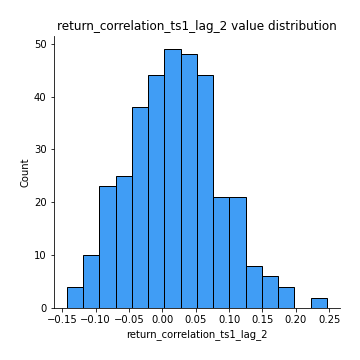 return_correlation_ts1_lag_2 value distribution
50
40
30
20
10
0
Count
−0.15 −0.10 −0.05 0.00 0.05 0.10 0.15 0.20 0.25
return_correlation_ts1_lag_2